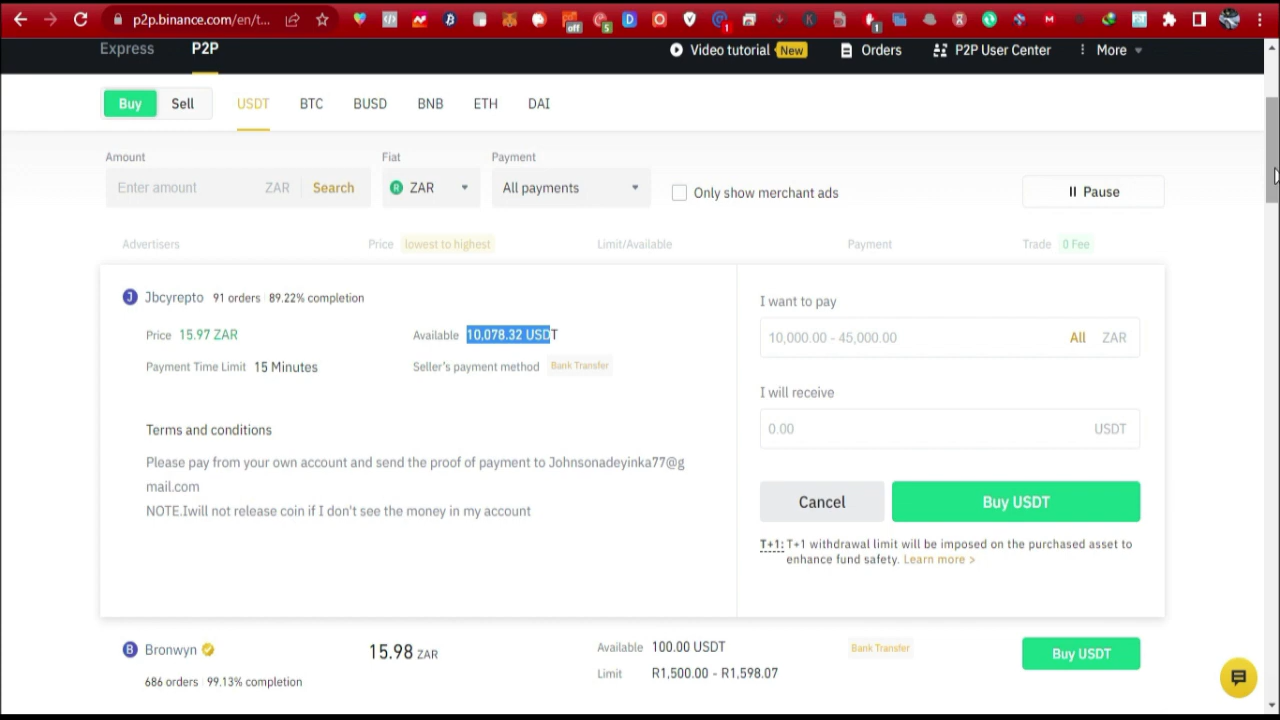 p2p.binance.com/en/t...
off
5
1
1
Express P2P Video tutorial New Orders P2P User Center More
Buy Sell USDT BTC BUSD BNB ETH DAI
Amount Fiat Payment
Enter amount ZAR Search ZAR All payments Only show merchant ads Pause
Advertisers Price lowest to highest Limit/Available Payment Trade 0 Fee
J Jbcyrepto 91 orders 89.22% completion
Price 15.97 ZAR Available 10,078.32 USDT
Payment Time Limit 15 Minutes Seller's payment method Bank Transfer
Terms and conditions
Please pay from your own account and send the proof of payment to Johnsonadeyinka77@g
mail.com
NOTE.Iwill not release coin if I don't see the money in my account
I want to pay
10,000.00 - 45,000.00 All ZAR
I will receive
0.00 USDT
Cancel Buy USDT
T+1: T+1 withdrawal limit will be imposed on the purchased asset to
enhance fund safety. Learn more >
B Bronwyn 15.98 ZAR Available 100.00 USDT Bank Transfer Buy USDT
686 orders 99.13% completion Limit R1,500.00 - R1,598.07